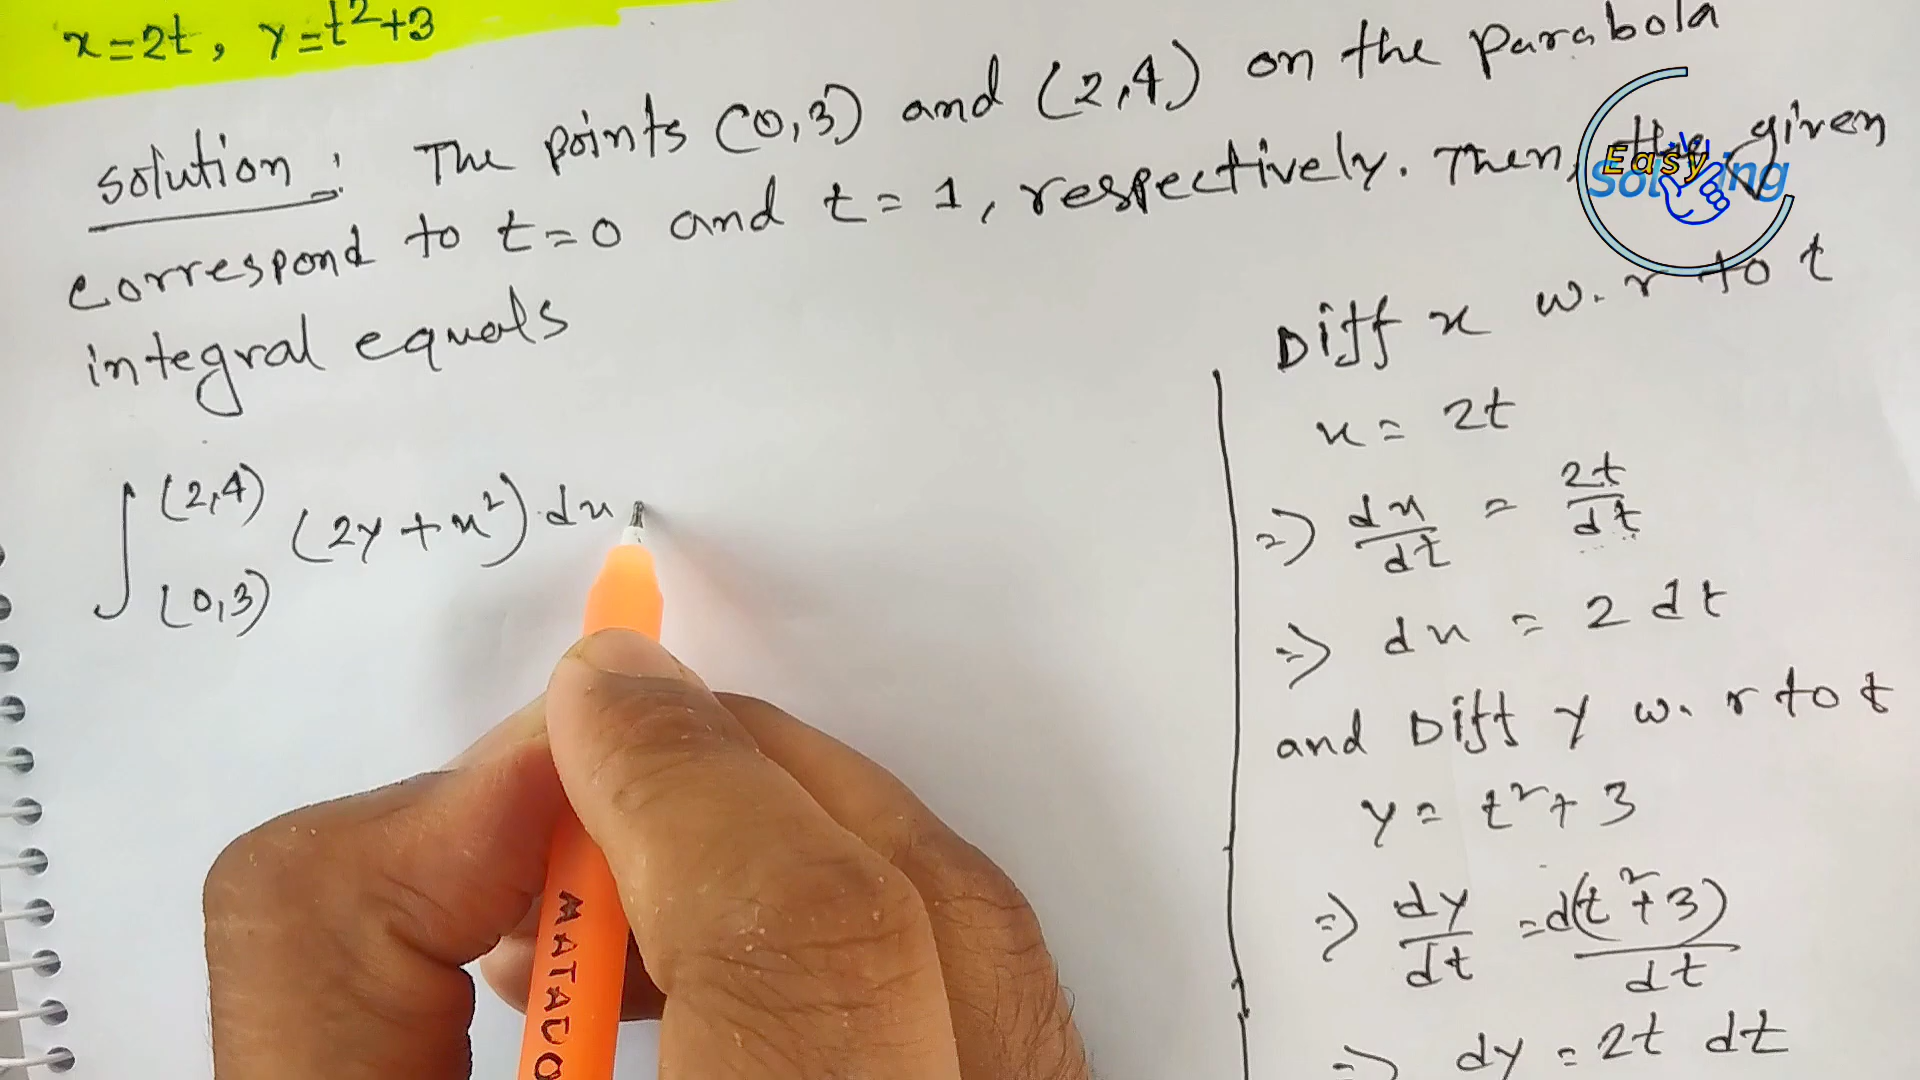 x=2t, y=t²+3
Solution: The points (0,3) and (2,4) on the parabola
correspond to t=0 and t=1, respectively. Then, the given
integral equals
∫_(0,3)^(2,4) (2y+x²) dx
Diff x w.r to t
x = 2t
=> dx/dt = 2t/dt
=> dx = 2 dt
and Diff y w.r to t
y = t²+3
=> dy/dt = d(t²+3)/dt
=> dy = 2t dt
Easy
Solving
MATADO